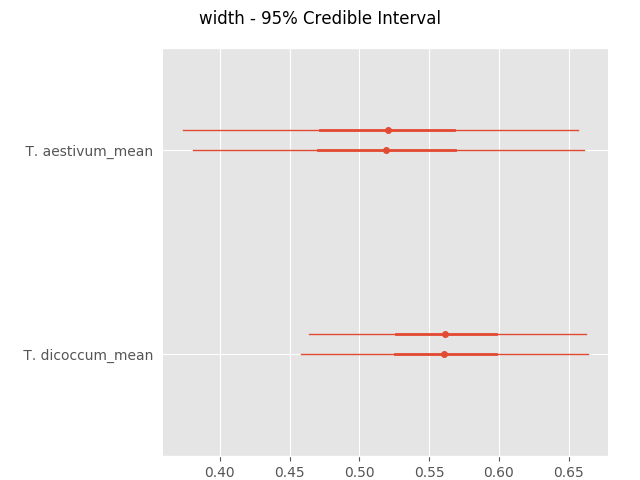 width - 95% Credible Interval
T. aestivum_mean
T. dicoccum_mean
0.40 0.45 0.50 0.55 0.60 0.65